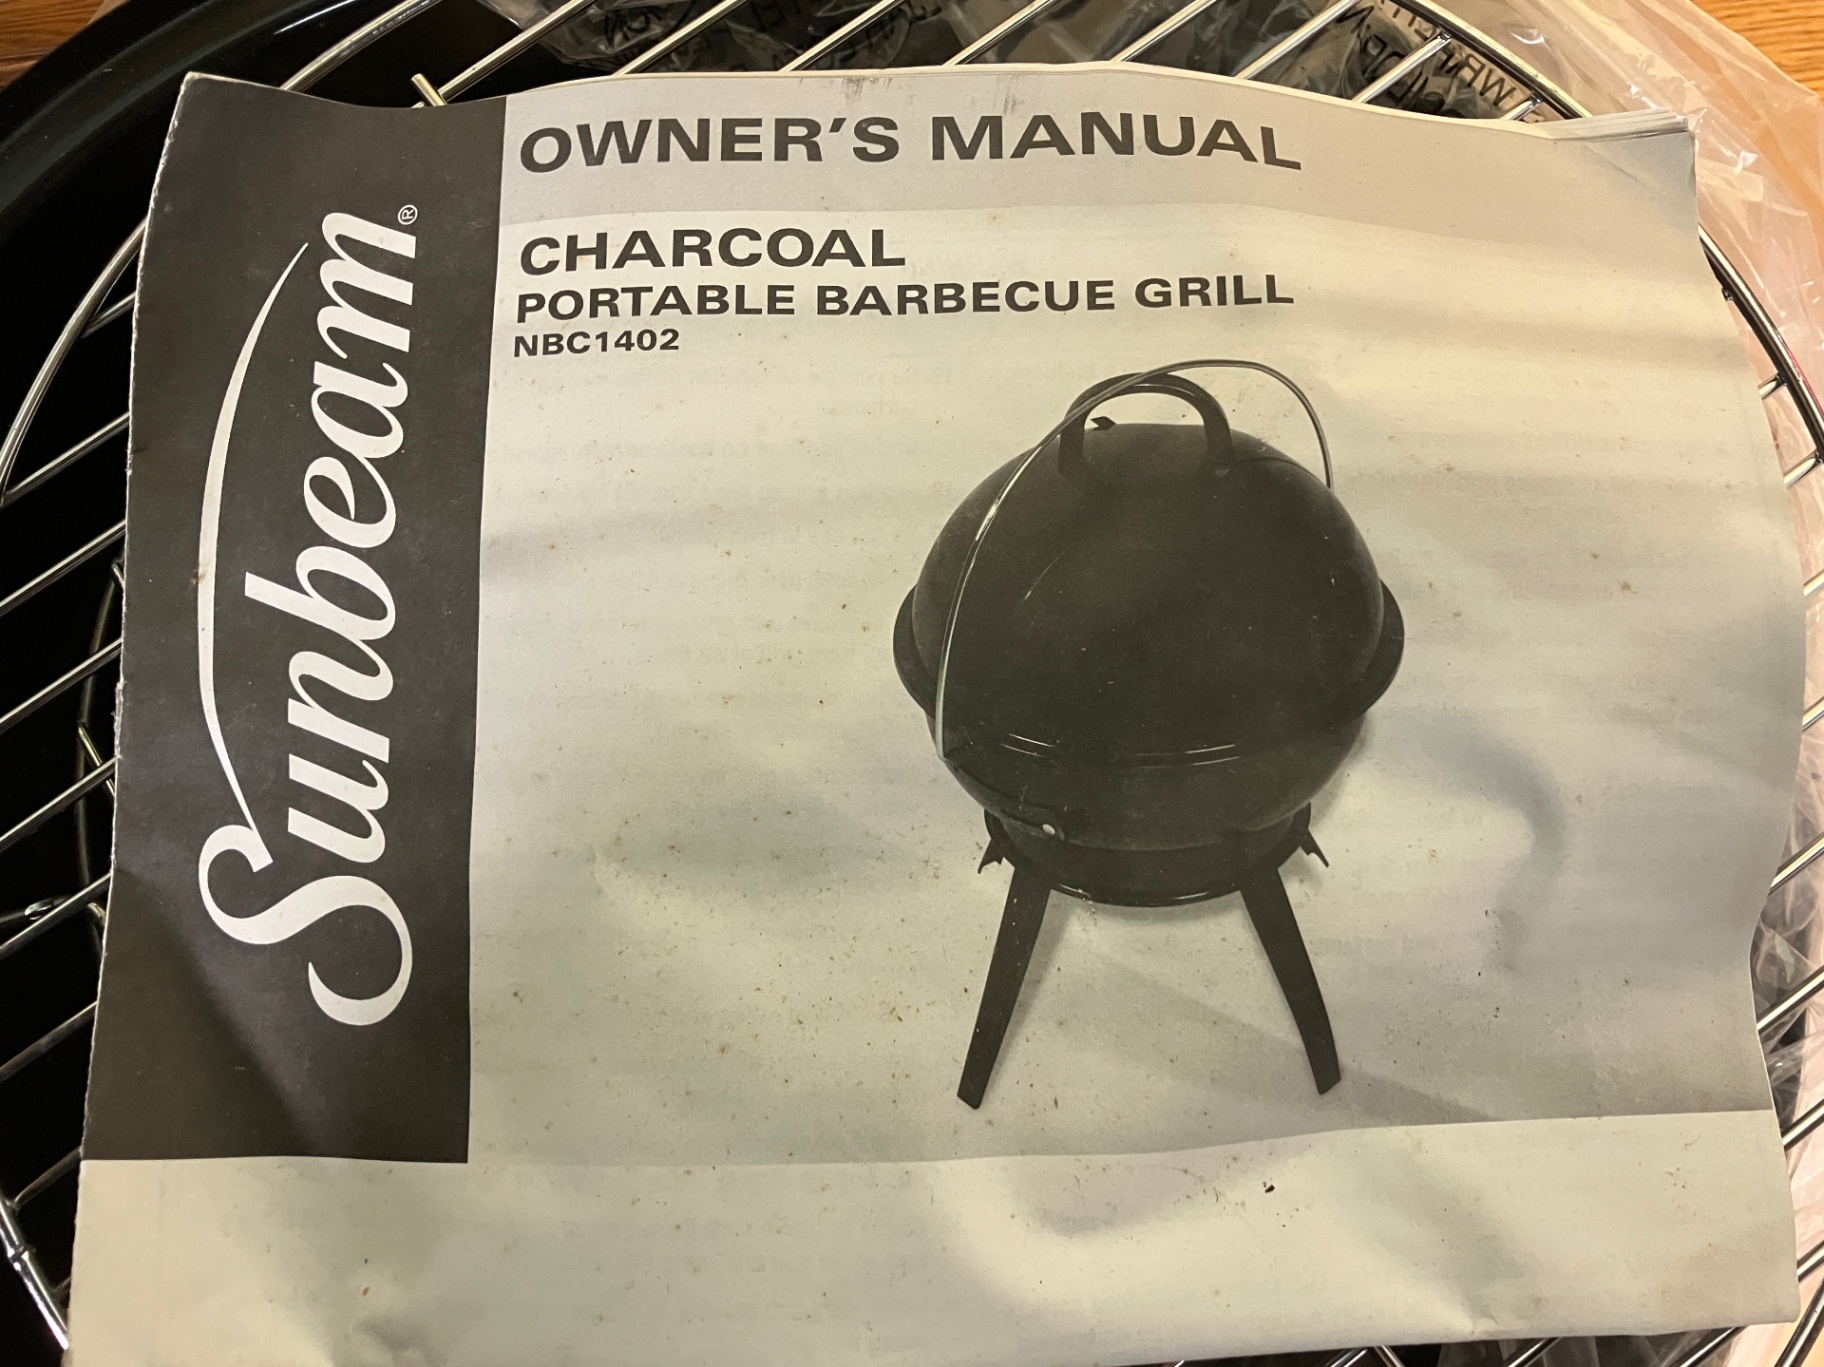 OWNER'S MANUAL
CHARCOAL
PORTABLE BARBECUE GRILL
NBC1402
Sunbeam®